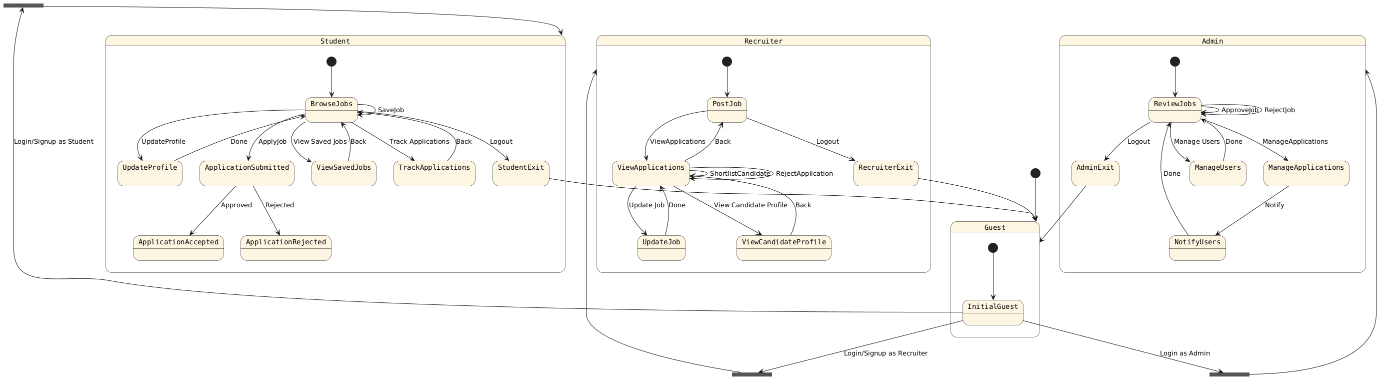 Student
Recruiter
Admin
BrowseJobs
SaveJob
PostJob
ReviewJobs
ApproveJob
RejectJob
Login/Signup as Student
UpdateProfile
Done
ApplyJob
View Saved Jobs
Back
Track Applications
Back
Logout
ViewApplications
Back
Logout
Logout
Manage Users
Done
ManageApplications
UpdateProfile
ApplicationSubmitted
ViewSavedJobs
TrackApplications
StudentExit
ViewApplications
ShortlistCandidate
RejectApplication
RecruiterExit
AdminExit
ManageUsers
ManageApplications
Done
Approved
Rejected
Update Job
Done
View Candidate Profile
Back
Notify
Guest
ApplicationAccepted
ApplicationRejected
UpdateJob
ViewCandidateProfile
NotifyUsers
InitialGuest
Login/Signup as Recruiter
Login as Admin